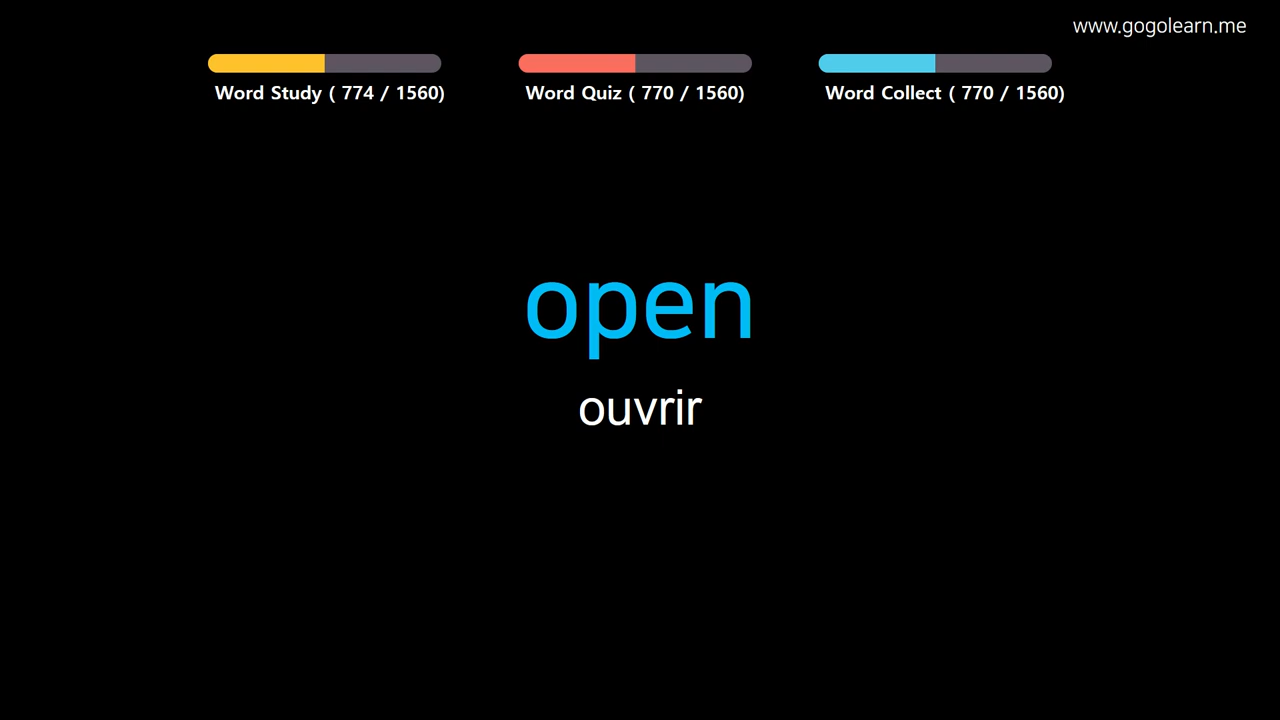 www.gogolearn.me
Word Study ( 774 / 1560)
Word Quiz ( 770 / 1560)
Word Collect ( 770 / 1560)
open
ouvrir